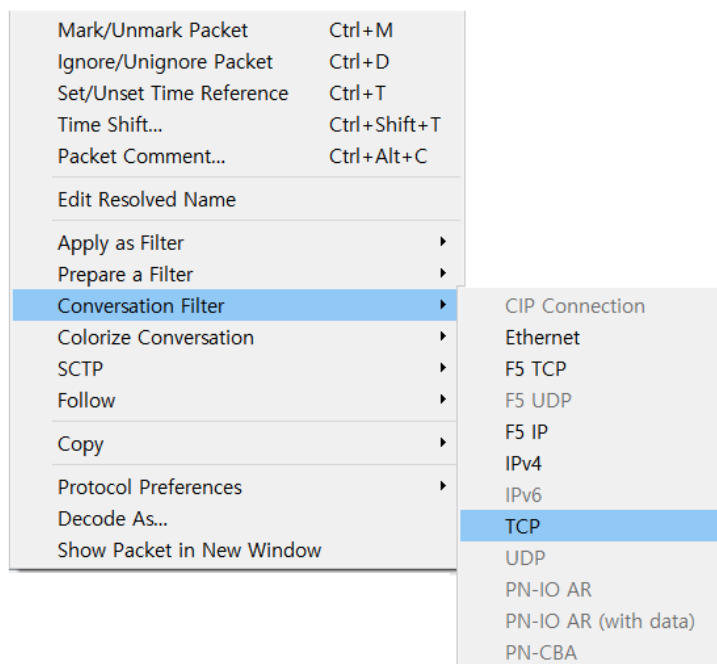 Mark/Unmark Packet Ctrl+M
Ignore/Unignore Packet Ctrl+D
Set/Unset Time Reference Ctrl+T
Time Shift... Ctrl+Shift+T
Packet Comment... Ctrl+Alt+C
Edit Resolved Name
Apply as Filter
Prepare a Filter
Conversation Filter
Colorize Conversation
SCTP
Follow
Copy
Protocol Preferences
Decode As...
Show Packet in New Window
CIP Connection
Ethernet
F5 TCP
F5 UDP
F5 IP
IPv4
IPv6
TCP
UDP
PN-IO AR
PN-IO AR (with data)
PN-CBA